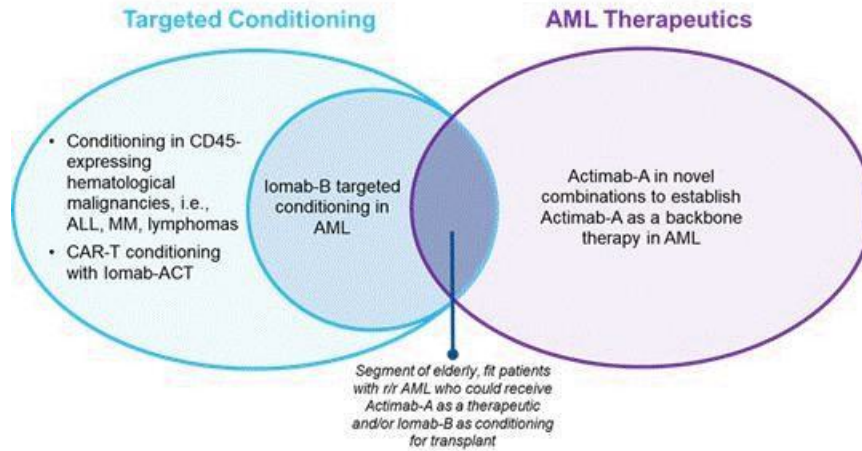 Targeted Conditioning
AML Therapeutics
• Conditioning in CD45-
expressing
hematological
malignancies, i.e.,
ALL, MM, lymphomas
• CAR-T conditioning
with Iomab-ACT
Iomab-B targeted
conditioning in
AML
Actimab-A in novel
combinations to establish
Actimab-A as a backbone
therapy in AML
Segment of elderly, fit patients
with r/r AML who could receive
Actimab-A as a therapeutic
and/or Iomab-B as conditioning
for transplant